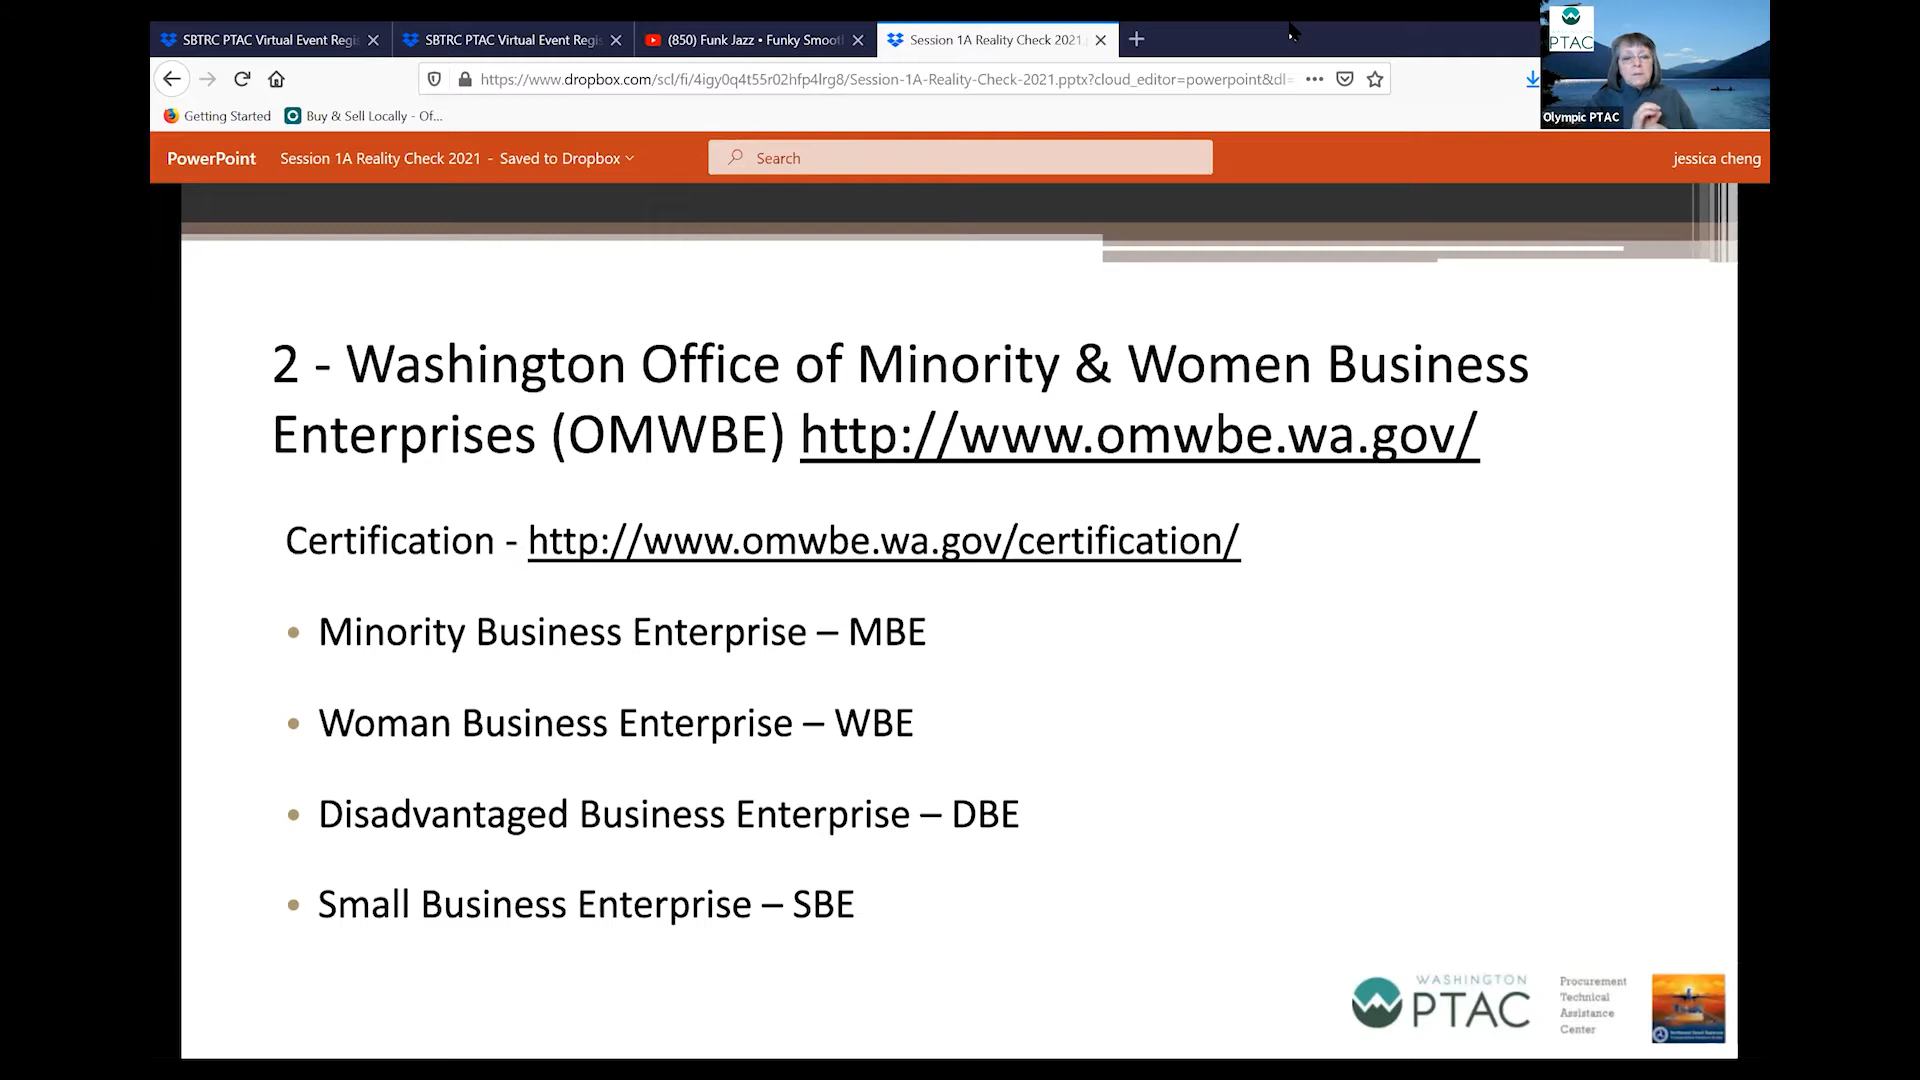 SBTRC PTAC Virtual Event Regis
SBTRC PTAC Virtual Event Regis
(850) Funk Jazz • Funky Smooth
Session 1A Reality Check 2021.
https://www.dropbox.com/scl/fi/4igy0q4t55r02hfp4lrg8/Session-1A-Reality-Check-2021.pptx?cloud_editor=powerpoint&dl=
Getting Started
Buy & Sell Locally - Of...
PTAC
Olympic PTAC
PowerPoint
Session 1A Reality Check 2021 - Saved to Dropbox
Search
jessica cheng
2 - Washington Office of Minority & Women Business
Enterprises (OMWBE) http://www.omwbe.wa.gov/
Certification - http://www.omwbe.wa.gov/certification/
• Minority Business Enterprise – MBE
• Woman Business Enterprise – WBE
• Disadvantaged Business Enterprise – DBE
• Small Business Enterprise – SBE
WASHINGTON
PTAC
Procurement
Technical
Assistance
Center